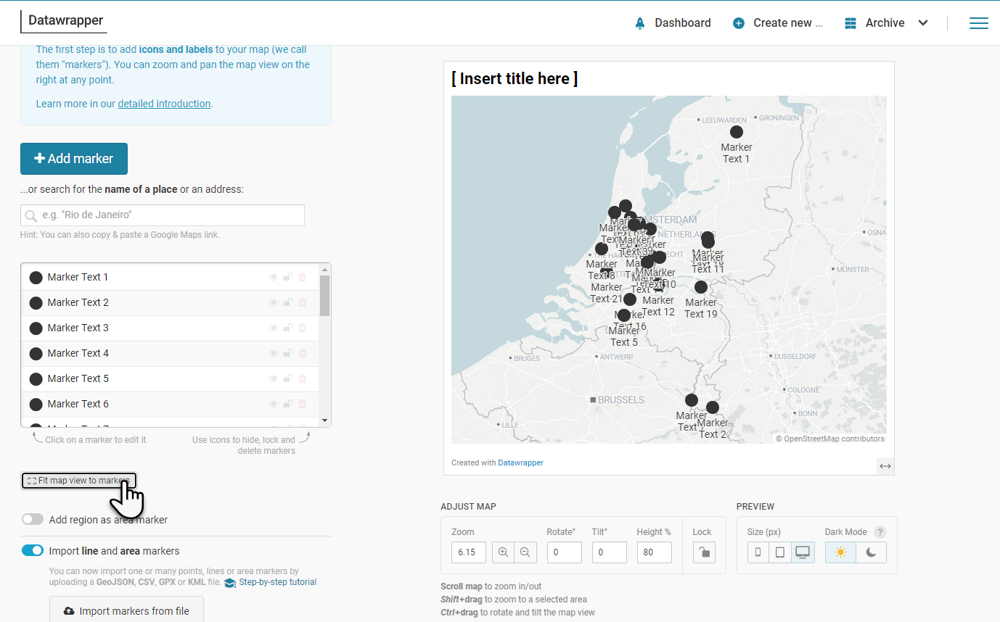 Datawrapper
Dashboard
Create new ...
Archive
The first step is to add icons and labels to your map (we call
them "markers"). You can zoom and pan the map view on the
right at any point.
Learn more in our detailed introduction.
Add marker
...or search for the name of a place or an address:
e.g. "Rio de Janeiro"
Hint: You can also copy & paste a Google Maps link.
Marker Text 1
Marker Text 2
Marker Text 3
Marker Text 4
Marker Text 5
Marker Text 6
Click on a marker to edit it
Use icons to hide, lock and
delete markers
Fit map view to markers
Add region as area marker
Import line and area markers
You can now import one or many points, lines or area markers by
uploading a GeoJSON, CSV, GPX or KML file. Step-by-step tutorial
Import markers from file
[ Insert title here ]
LEEUWARDEN
GRONINGEN
Marker
Text 1
MSTERDAM
NETHERLAN
OSNA
MÜNSTER
Marker
Text 8
Marker
Text 21
Marker
Text 11
Marker
Text 12
Marker
Text 19
Text 16
Marker
Text 5
BRUGES
ANTWERP
DUSSELDORF
BRUSSELS
COLOGNE
BONN
LILLE
Marker
Text
Marker
Text 2
© OpenStreetMap contributors
Created with Datawrapper
ADJUST MAP
Zoom
Rotate°
Tilt°
Height %
Lock
6.15
0
0
80
PREVIEW
Size (px)
Dark Mode
?
Scroll map to zoom in/out
Shift+drag to zoom to a selected area
Ctrl+drag to rotate and tilt the map view